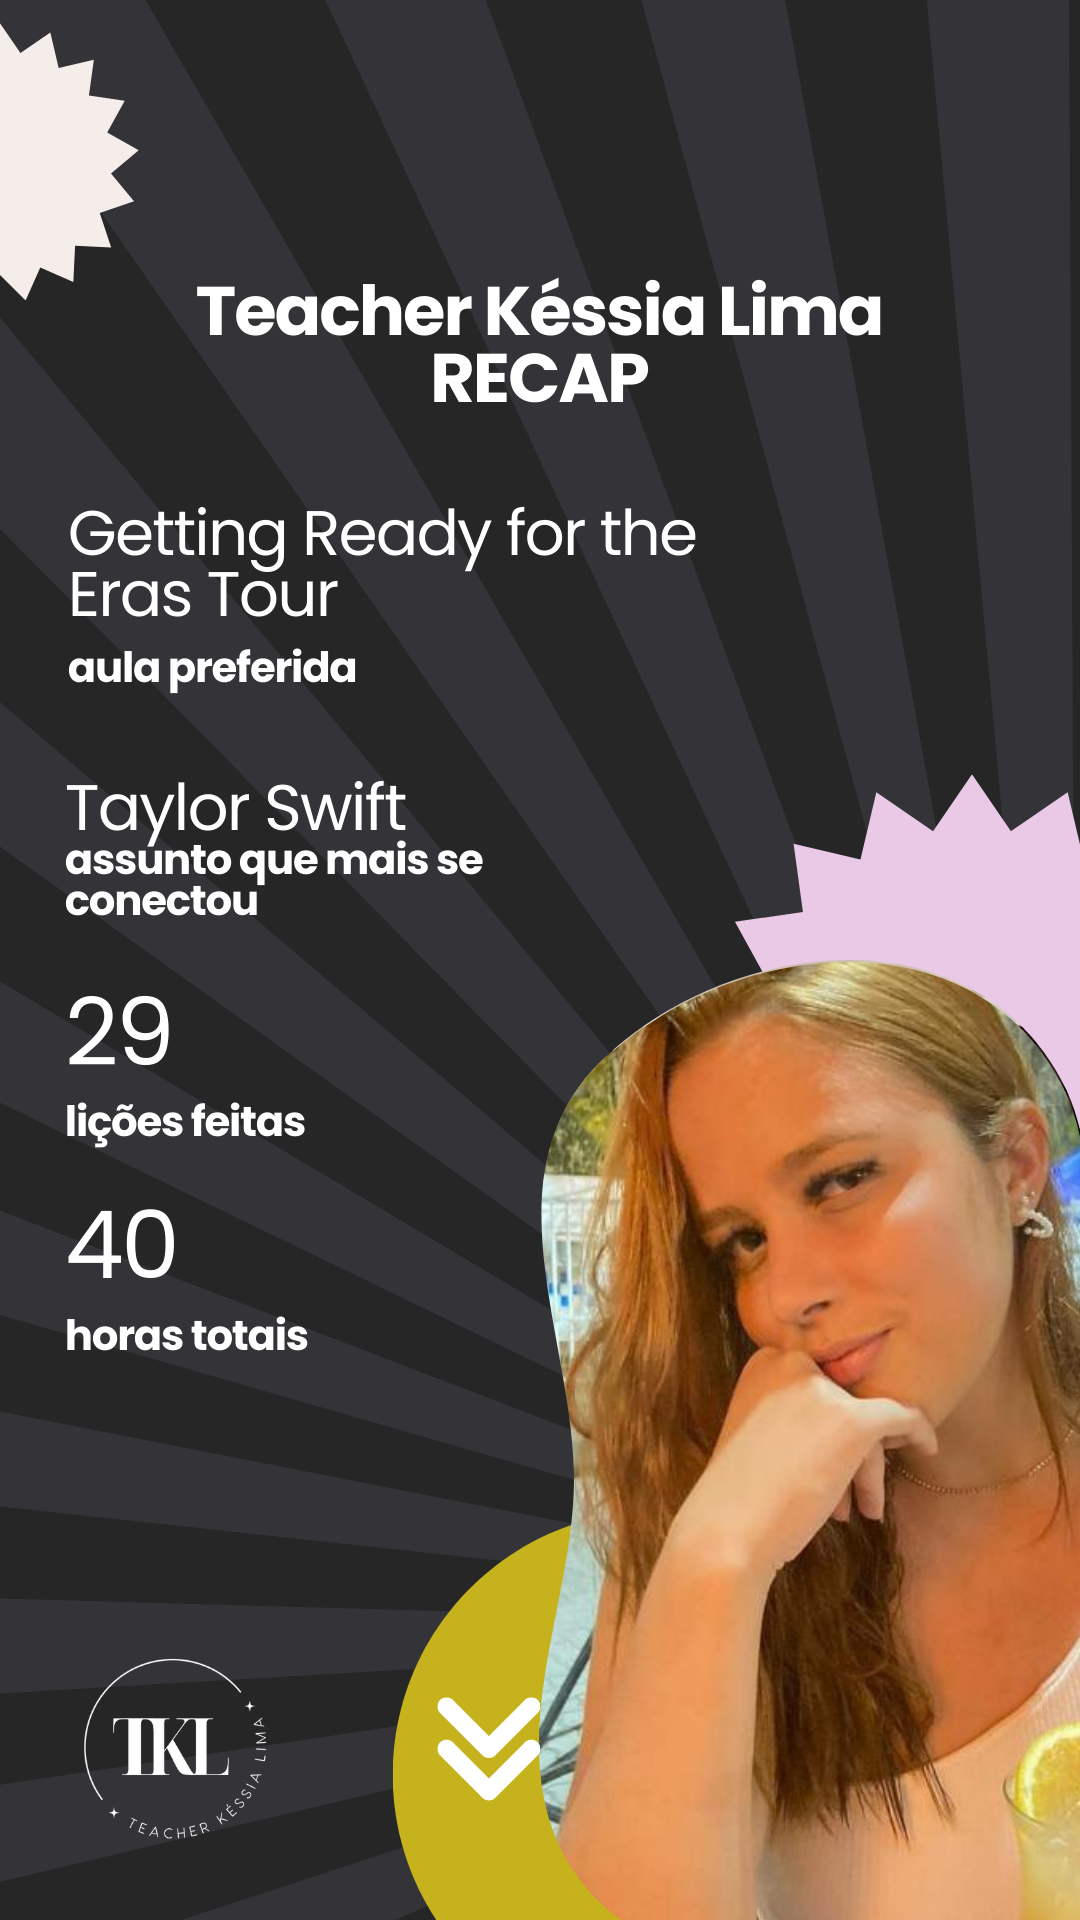 Teacher Késsia Lima
RECAP
Getting Ready for the
Eras Tour
aula preferida
Taylor Swift
assunto que mais se
conectou
29
lições feitas
40
horas totais
TKL
TEACHER KÉSSIA LIMA